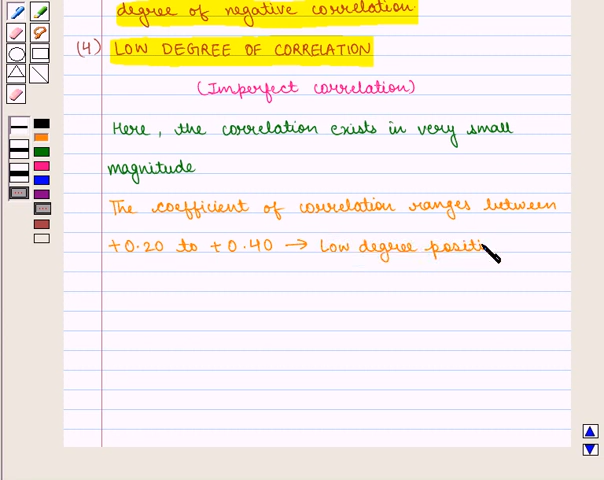 degree of negative correlation.
(4) LOW DEGREE OF CORRELATION
(Imperfect correlation)
Here, the correlation exists in very small
magnitude
The coefficient of correlation ranges between
+0.20 to +0.40 → Low degree positi